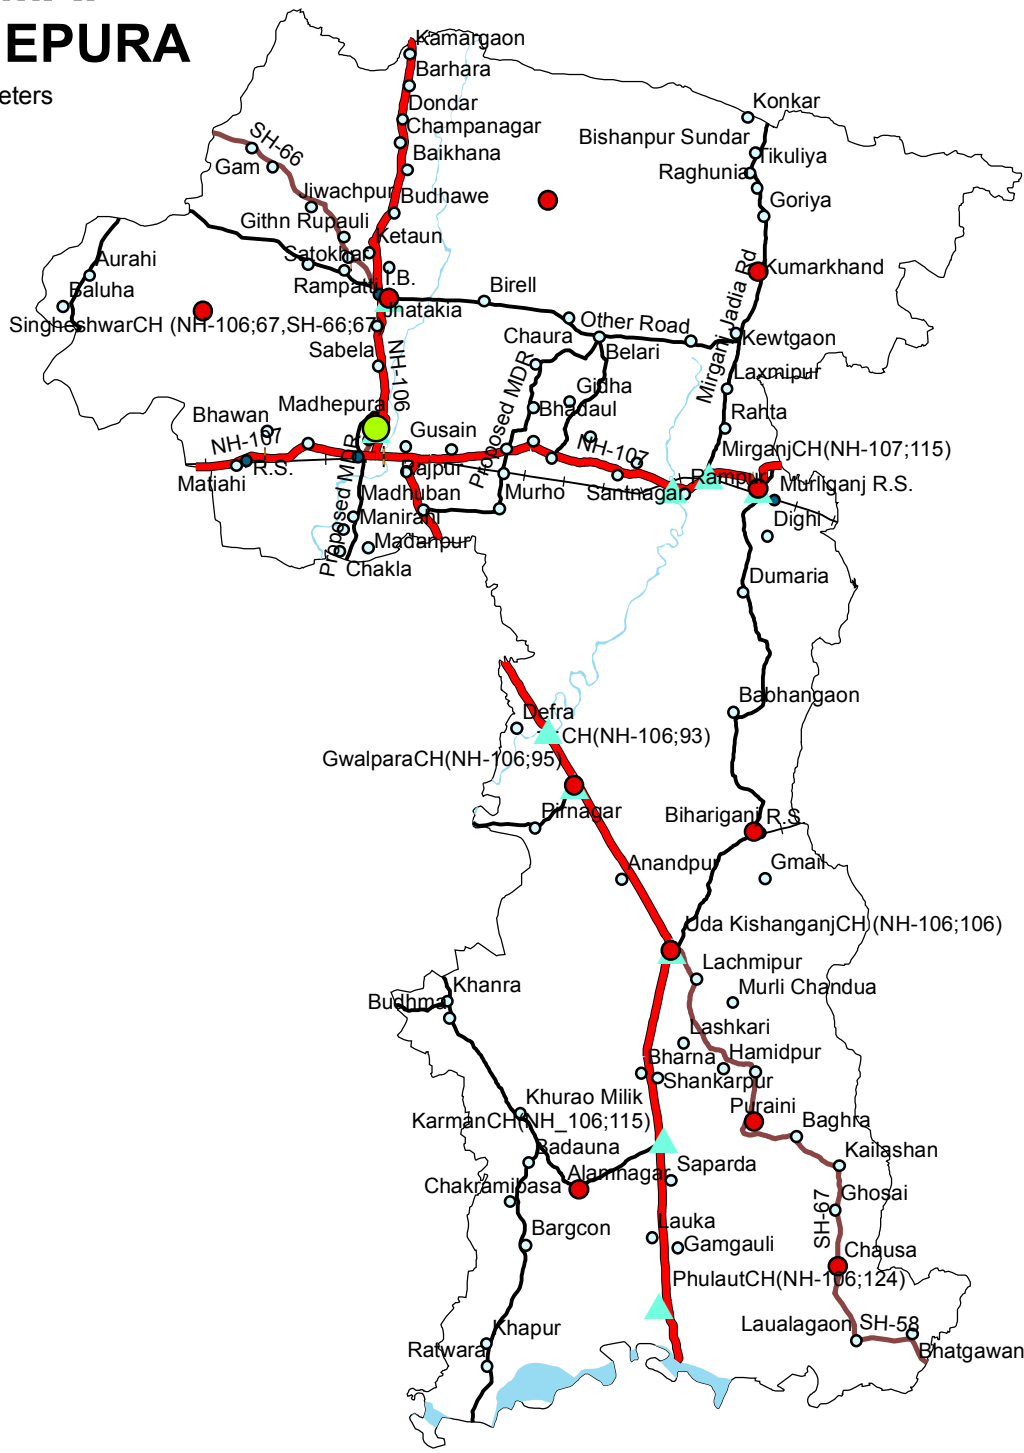 EPURA
eters
Kamargaon
Barhara
Dondar
Champanagar
Baikhana
Budhawe
Konkar
Bishanpur Sundar
Tikuliya
Raghunia
Goriya
SH-66
Gam
Jiwachpur
Githn Rupauli
Ketaun
Satokhar
Rampatti
I.B.
Jhatakia
Aurahi
Baluha
SingheshwarCH (NH-106;67,SH-66;67)
Birell
Kumarkhand
Mirganj Jadia Rd
Other Road
Kewtgaon
Chaura
Belari
Sabela
NH-106
Gidha
Laxmipur
Proposed MDR
Bhadaul
Rahta
Madhepura
Bhawan
NH-107
R.S.
Matiahi
Gusain
Rajpur
NH-107
MirganjCH(NH-107;115)
Rampur
Murliganj R.S.
Santnagar
Murho
Proposed MDR
Madhuban
Manirahi
Madanpur
Chakla
Dighi
Dumaria
Babhangaon
Defra
CH(NH-106;93)
GwalparaCH(NH-106;95)
Pirnagar
Bihariganj R.S.
Anandpur
Gmail
Uda KishanganjCH (NH-106;106)
Lachmipur
Murli Chandua
Khanra
Budhma
Lashkari
Bharna
Hamidpur
Shankarpur
Khurao Milik
KarmanCH(NH_106;115)
Puraini
Baghra
Badauna
Kailashan
Alamnagar
Saparda
Chakramibasa
Ghosai
SH-67
Bargcon
Lauka
Gamgauli
Chausa
PhulautCH(NH-106;124)
Laualagaon
SH-58
Bhatgawan
Khapur
Ratwara